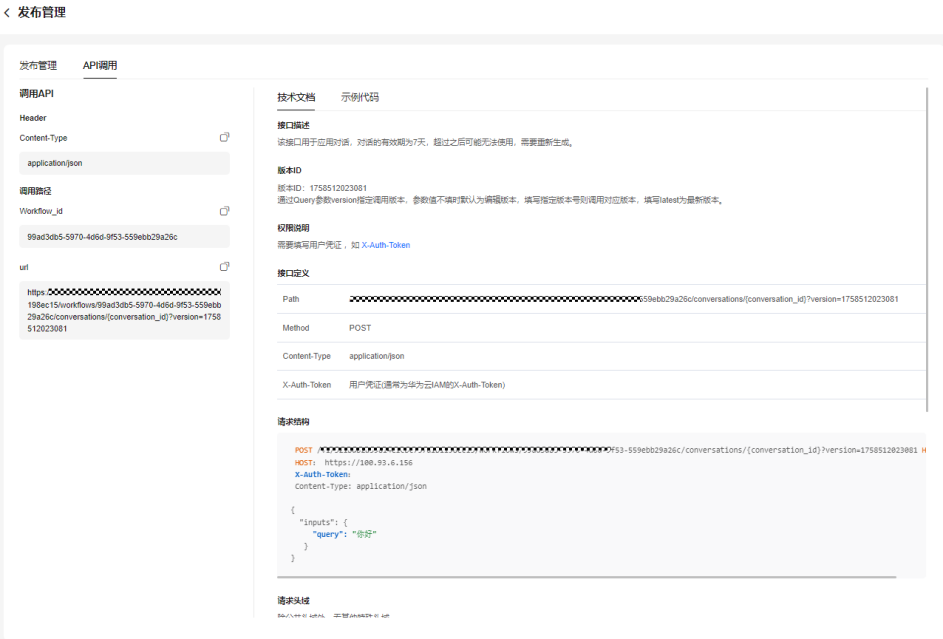 发布管理
发布管理
API调用
调用API
Header
Content-Type
application/json
调用路径
Workflow_id
99ad3db5-5970-4d6d-9f53-559ebb29a26c
url
https:
198ec15/workflows/99ad3db5-5970-4d6d-9f53-559ebb
29a26c/conversations/{conversation_id}?version=1758
512023081
技术文档
示例代码
接口描述
该接口用于应用对话，对话的有效期为7天，超过之后可能无法使用，需要重新生成。
版本ID
版本ID：1758512023081
通过Query参数version指定调用版本，参数值不填时默认为编辑版本，填写指定版本号则调用对应版本，填写latest为最新版本。
权限说明
需要填写用户凭证，如 X-Auth-Token
接口定义
Path
559ebb29a26c/conversations/{conversation_id}?version=1758512023081
Method
POST
Content-Type
application/json
X-Auth-Token
用户凭证(通常为华为云IAM的X-Auth-Token)
请求结构
POST / f53-559ebb29a26c/conversations/{conversation_id}?version=1758512023081 H
HOST: https://100.93.6.156
X-Auth-Token:
Content-Type: application/json
{
"inputs": {
"query": "你好"
}
}
请求头域